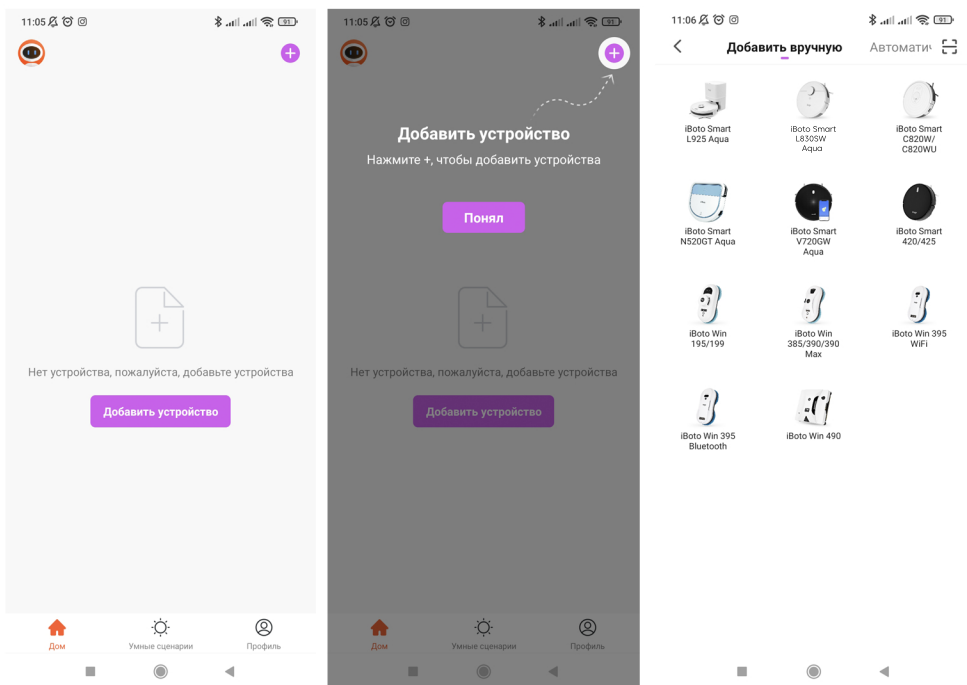 11:05
91
Нет устройства, пожалуйста, добавьте устройства
Добавить устройство
Дом
Умные сценарии
Профиль
11:05
91
Добавить устройство
Нажмите +, чтобы добавить устройства
Понял
Нет устройства, пожалуйста, добавьте устройства
Добавить устройство
Дом
Умные сценарии
Профиль
11:06
91
Добавить вручную
Автоматич
iBoto Smart
L925 Aqua
iBoto Smart
L830SW
Aqua
iBoto Smart
C820W/
C820WU
iBoto Smart
N520GT Aqua
iBoto Smart
V720GW
Aqua
iBoto Smart
420/425
iBoto Win
195/199
iBoto Win
385/390/390
Max
iBoto Win 395
WiFi
iBoto Win 395
Bluetooth
iBoto Win 490